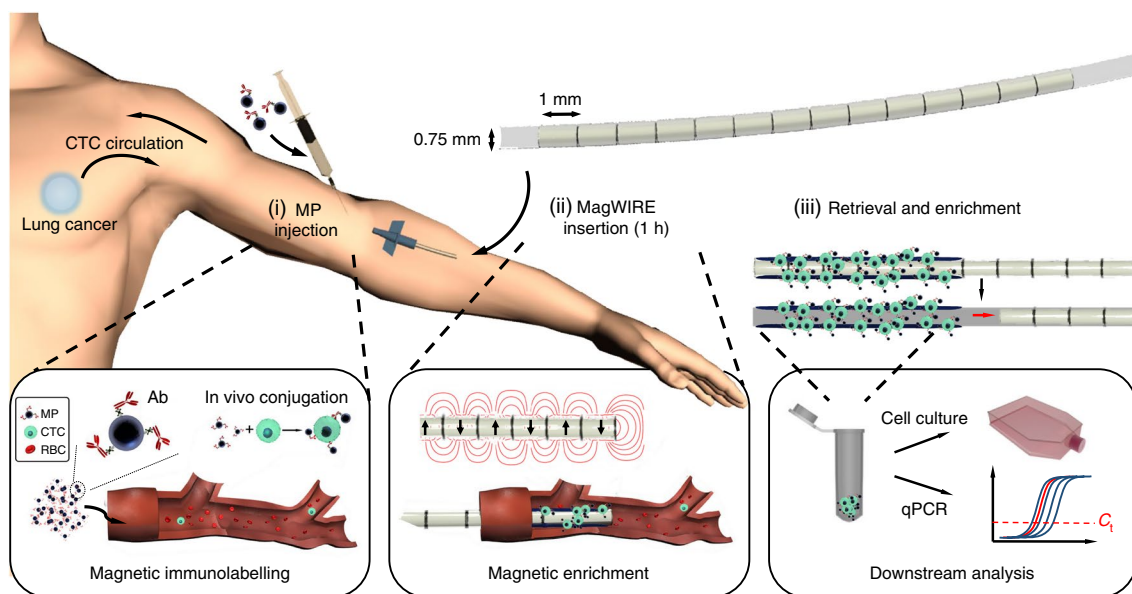 1 mm
0.75 mm
CTC circulation
Lung cancer
(i) MP
injection
(ii) MagWIRE
insertion (1 h)
(iii) Retrieval and enrichment
MP
CTC
RBC
Ab
In vivo conjugation
+
Magnetic immunolabelling
Magnetic enrichment
Cell culture
qPCR
Ct
Downstream analysis